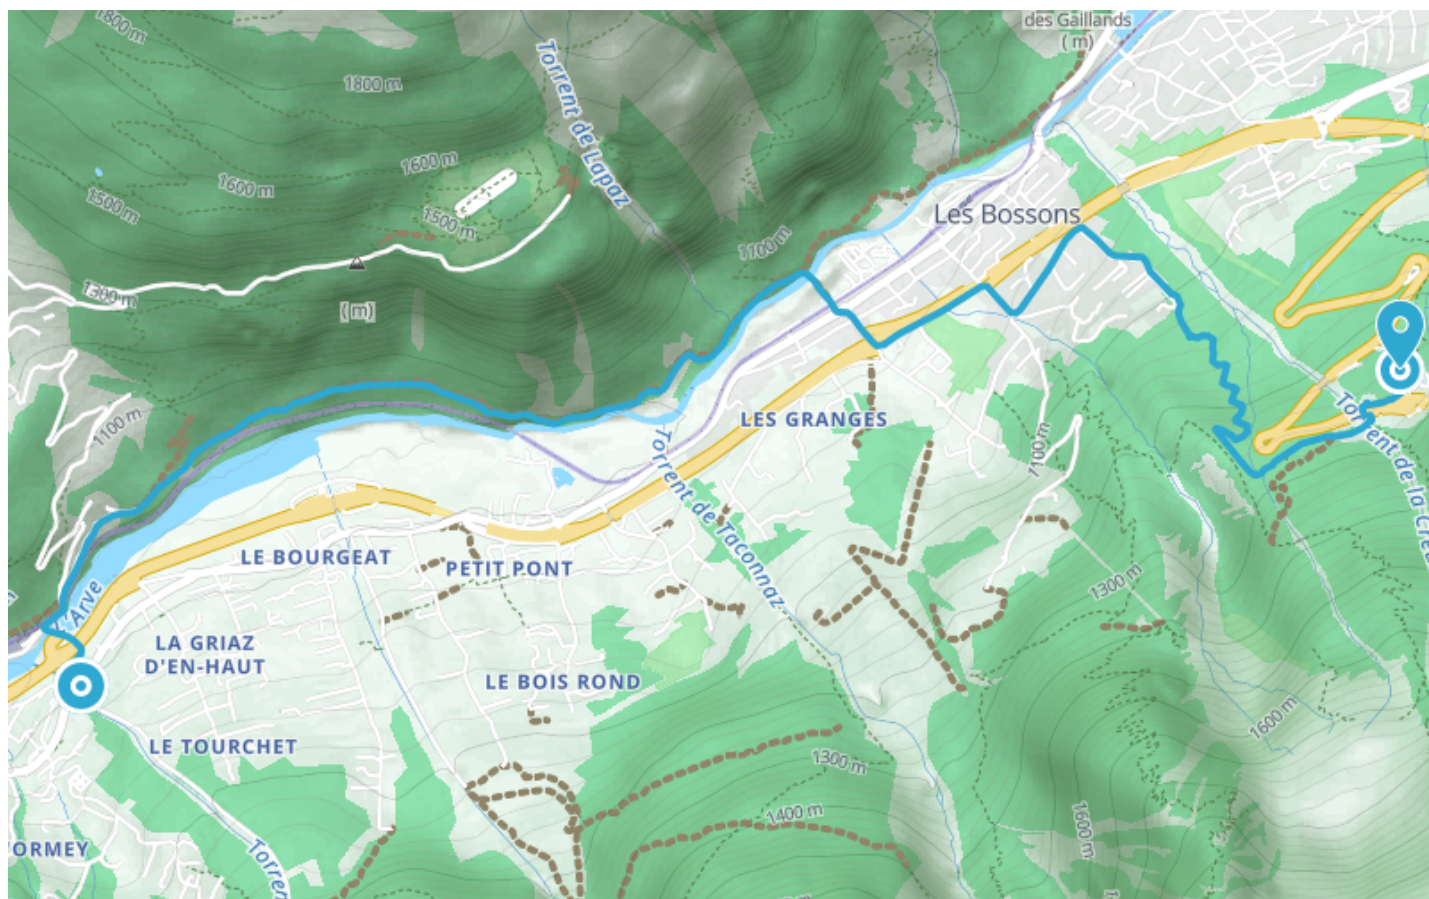 1800 m
des Gaillands
( m)
Torrent de Lapaz
1800 m
1600 m
1600 m
1500 m
1500 m
Les Bossons
1100 m
1300 m
( m)
1100 m
LES GRANGES
Torrent de la Cre
1100 m
Torrent de Taconnaz
LE BOURGEAT
PETIT PONT
1300 m
L'Arve
LA GRIAZ
D'EN-HAUT
LE BOIS ROND
1600 m
LE TOURCHET
1300 m
1400 m
1600 m
ORMEY
Torren